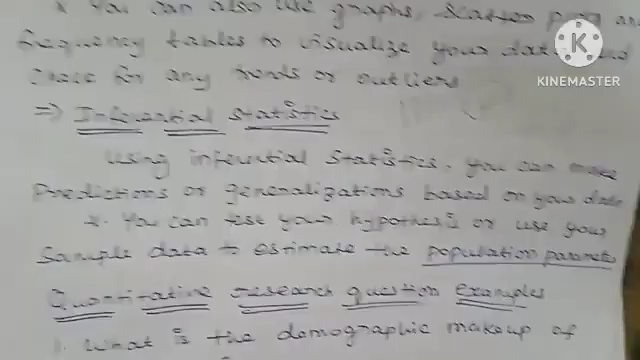 * You can also use graphs, scatter plots an
frequency tables to visualize your data and
check for any trends or outliers
KINEMASTER
=> Inferential statistics
Using inferential statistics, you can make
predictions or generalizations based on your data
* You can test your hypothesis or use your
sample data to estimate the population parameter
Quantitative research question examples
1. What is the demographic makeup of